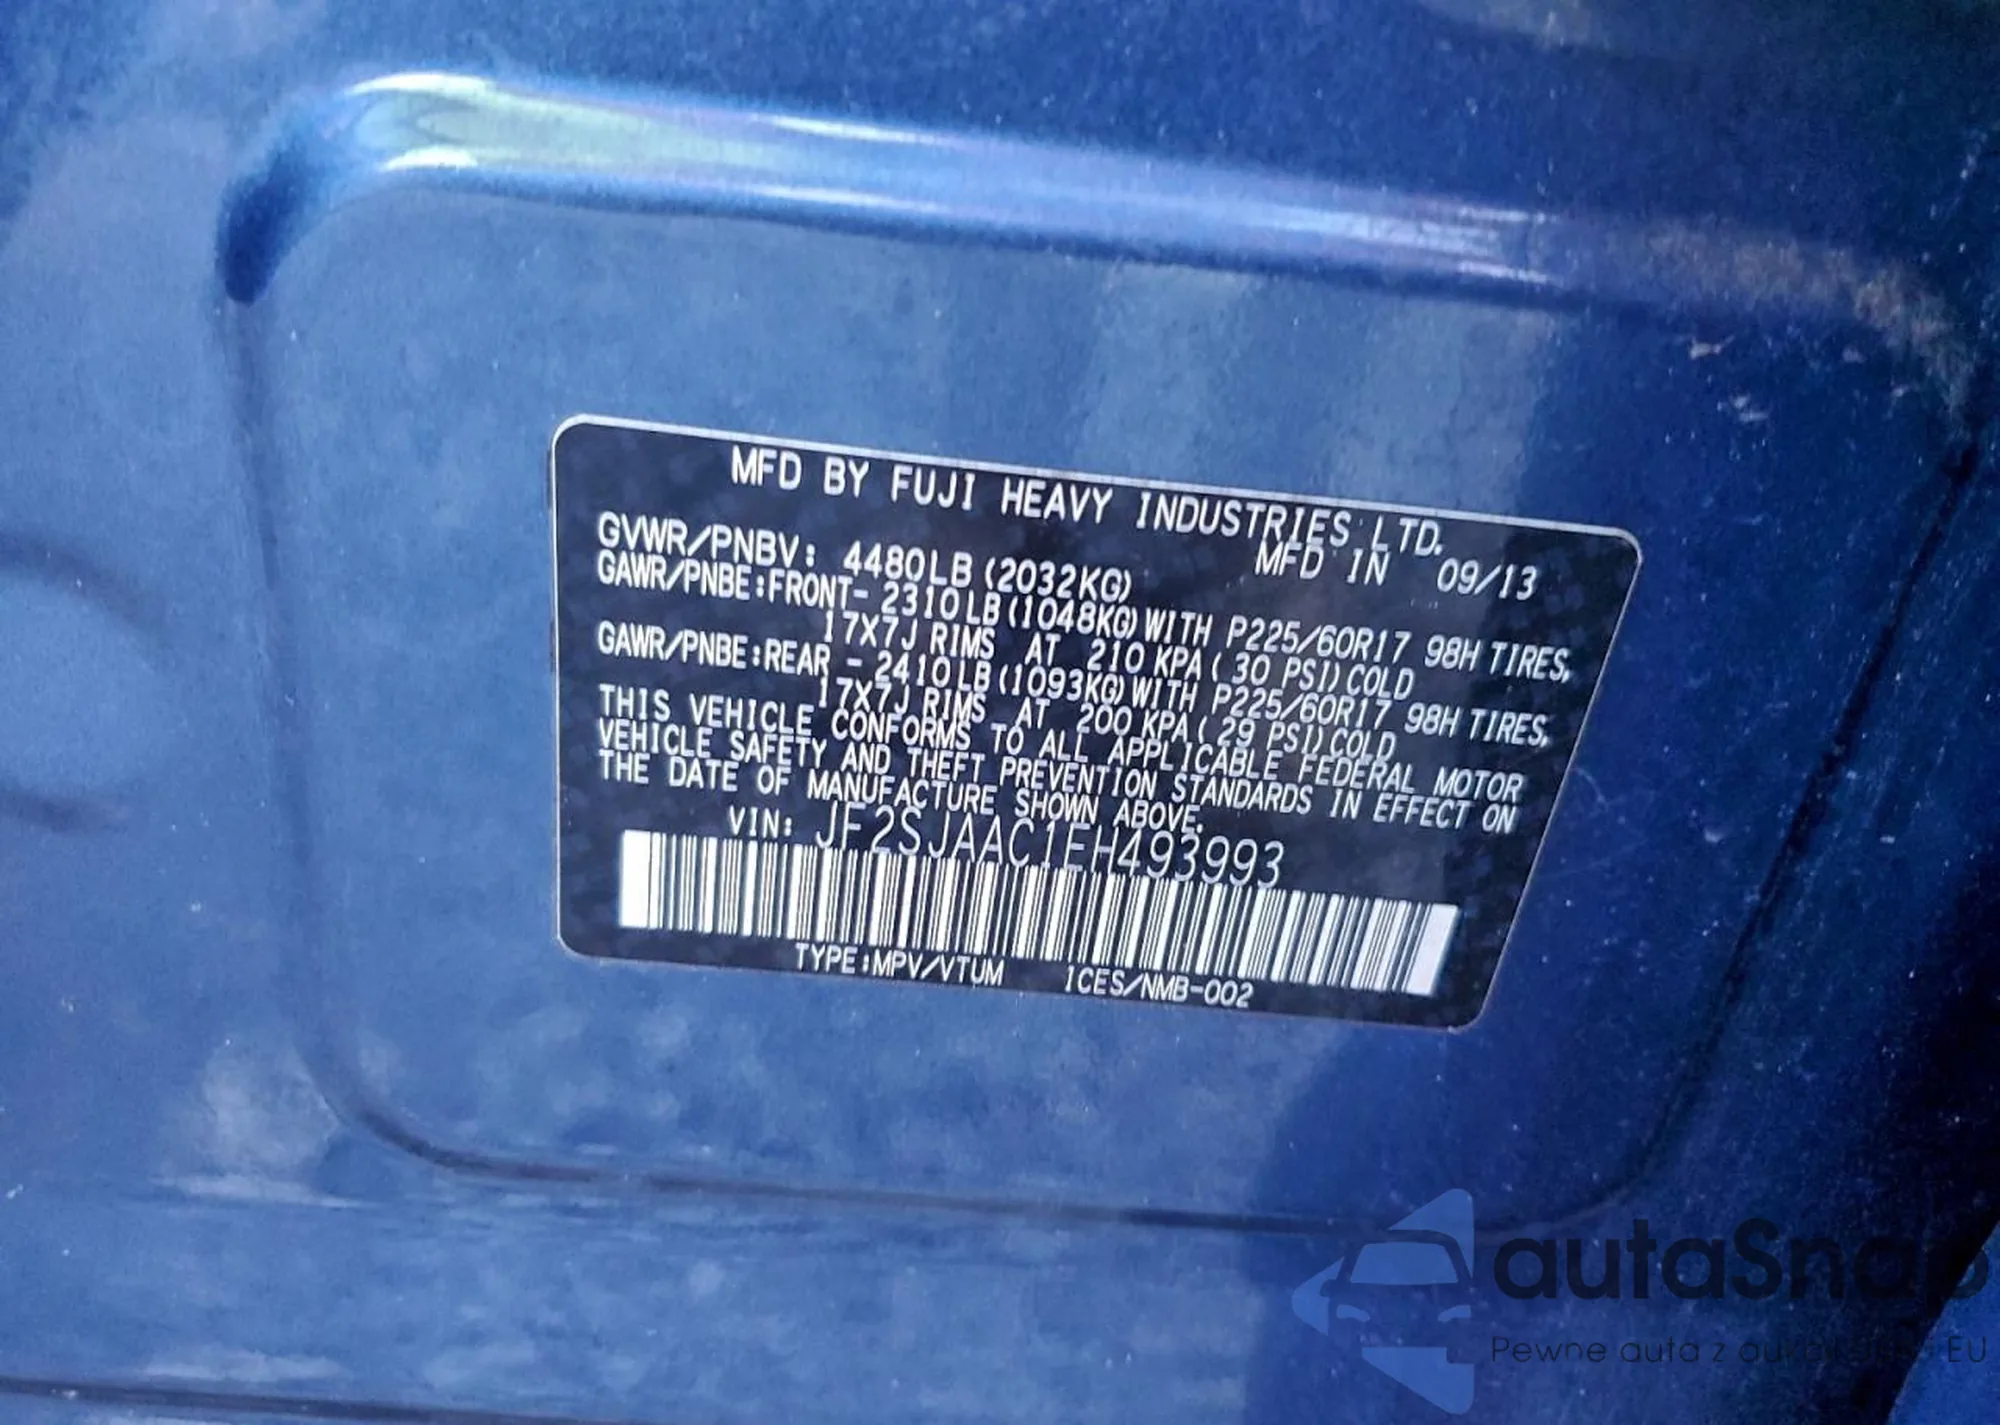 MFD BY FUJI HEAVY INDUSTRIES LTD.
GVWR/PNBV: 4480LB (2032KG) MFD IN 09/13
GAWR/PNBE:FRONT- 2310LB(1048KG)WITH P225/60R17 98H TIRES,
17X7J RIMS AT 210 KPA( 30 PSI)COLD
GAWR/PNBE:REAR - 2410LB(1093KG)WITH P225/60R17 98H TIRES,
17X7J RIMS AT 200 KPA( 29 PSI)COLD
THIS VEHICLE CONFORMS TO ALL APPLICABLE FEDERAL MOTOR
VEHICLE SAFETY AND THEFT PREVENTION STANDARDS IN EFFECT ON
THE DATE OF MANUFACTURE SHOWN ABOVE.
VIN: JF2SJAAC1EH493993
TYPE:MPV/VTUM 1CES/NMB-002
autaSnap
Pewne auta z EU